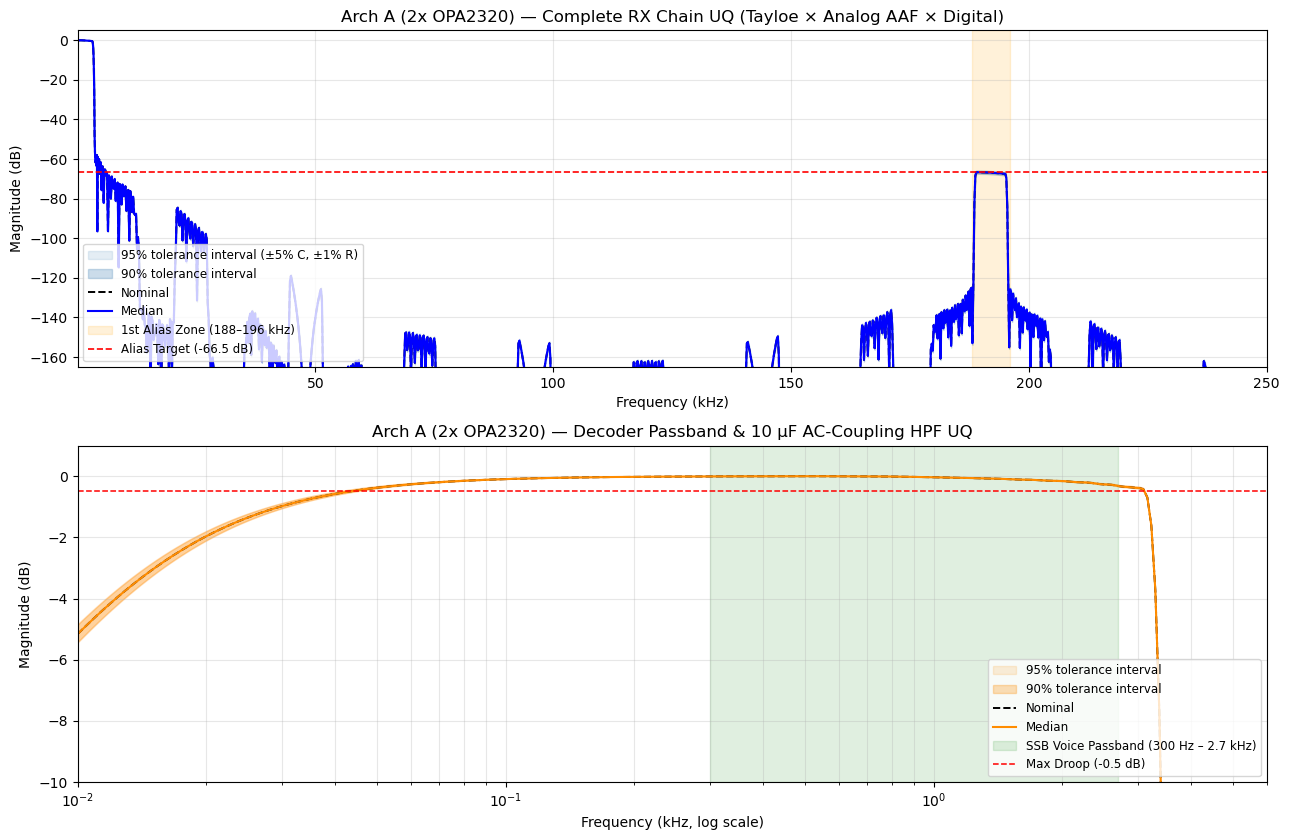 Arch A (2x OPA2320) — Complete RX Chain UQ (Tayloe × Analog AAF × Digital)
0
−20
−40
−60
−80
−100
−120
−140
−160
Magnitude (dB)
95% tolerance interval (±5% C, ±1% R)
90% tolerance interval
Nominal
Median
1st Alias Zone (188–196 kHz)
Alias Target (-66.5 dB)
50 100 150 200 250
Frequency (kHz)
Arch A (2x OPA2320) — Decoder Passband & 10 µF AC-Coupling HPF UQ
0
−2
−4
−6
−8
−10
Magnitude (dB)
95% tolerance interval
90% tolerance interval
Nominal
Median
SSB Voice Passband (300 Hz – 2.7 kHz)
Max Droop (-0.5 dB)
10⁻² 10⁻¹ 10⁰
Frequency (kHz, log scale)